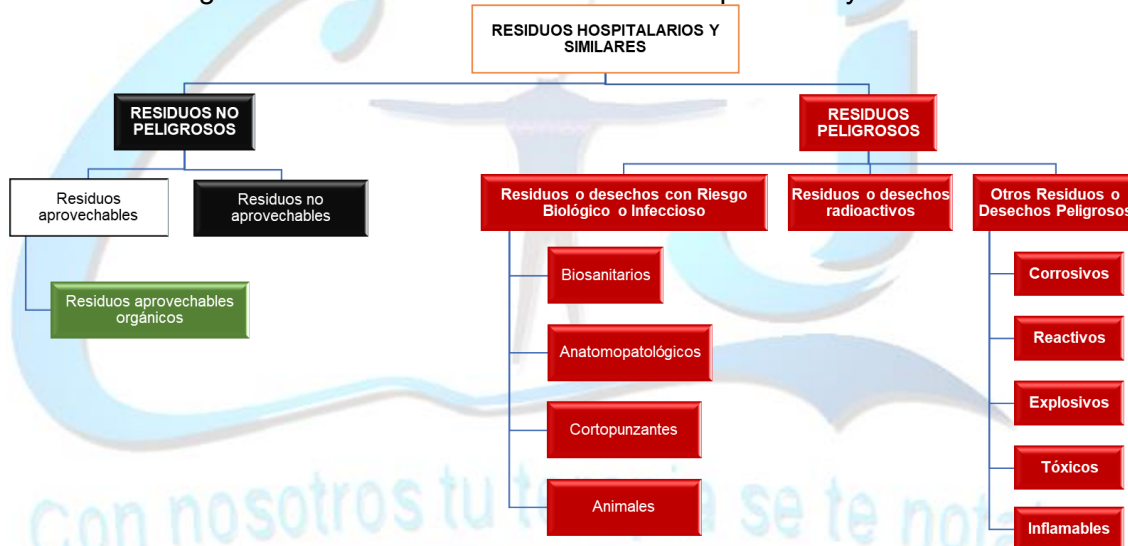 RESIDUOS HOSPITALARIOS Y
SIMILARES
RESIDUOS NO
PELIGROSOS
RESIDUOS
PELIGROSOS
Residuos
aprovechables
Residuos no
aprovechables
Residuos o desechos con Riesgo
Biológico o Infeccioso
Residuos o desechos
radioactivos
Otros Residuos o
Desechos Peligrosos
Residuos aprovechables
orgánicos
Biosanitarios
Anatomopatológicos
Cortopunzantes
Animales
Corrosivos
Reactivos
Explosivos
Tóxicos
Inflamables
Con nosotros tu se te